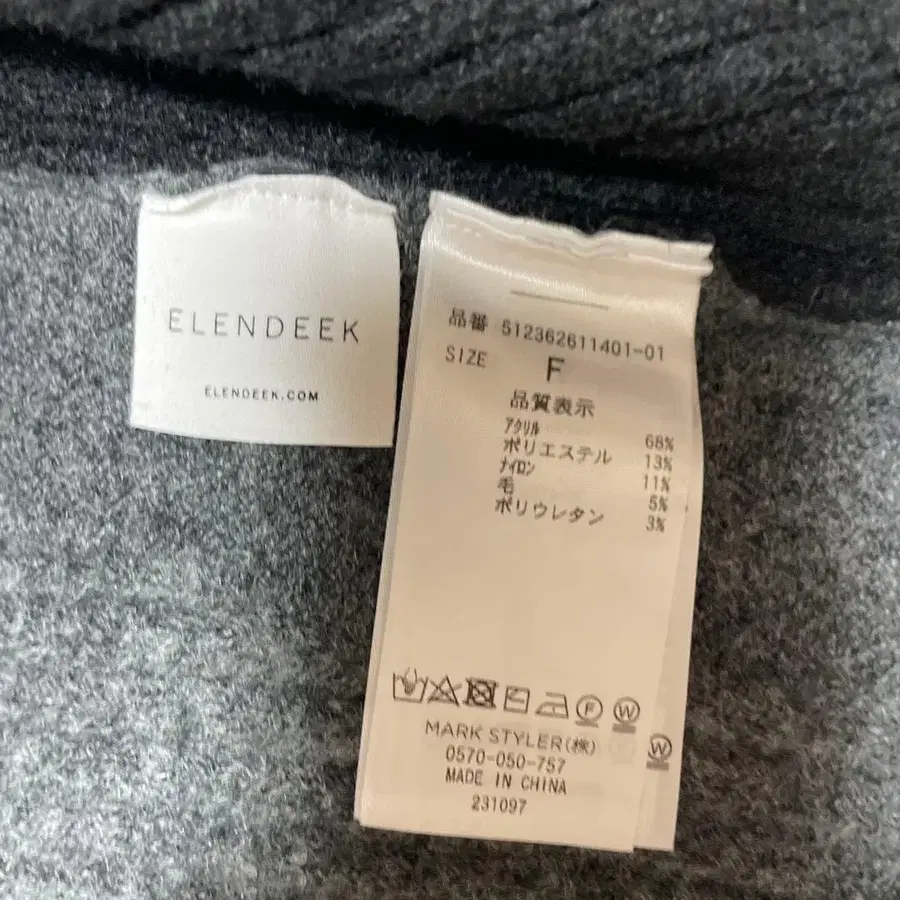 ELENDEEK
ELENDEEK.COM
品番 512362611401-01
SIZE F
品質表示
アクリル 68%
ポリエステル 13%
ナイロン 11%
毛 5%
ポリウレタン 3%
F W
MARK STYLER(株)
0570-050-757
MADE IN CHINA
231097
W